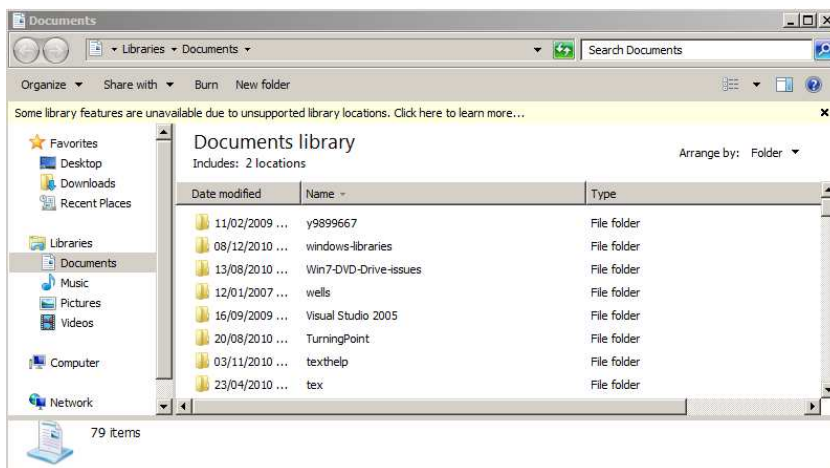 Documents
Libraries Documents
Search Documents
Organize Share with Burn New folder
Some library features are unavailable due to unsupported library locations. Click here to learn more...
Favorites
Desktop
Downloads
Recent Places
Libraries
Documents
Music
Pictures
Videos
Computer
Network
Documents library
Includes: 2 locations
Arrange by: Folder
Date modified Name Type
11/02/2009 ... y9899667 File folder
08/12/2010 ... windows-libraries File folder
13/08/2010 ... Win7-DVD-Drive-issues File folder
12/01/2007 ... wells File folder
16/09/2009 ... Visual Studio 2005 File folder
20/08/2010 ... TurningPoint File folder
03/11/2010 ... texthelp File folder
23/04/2010 ... tex File folder
79 items